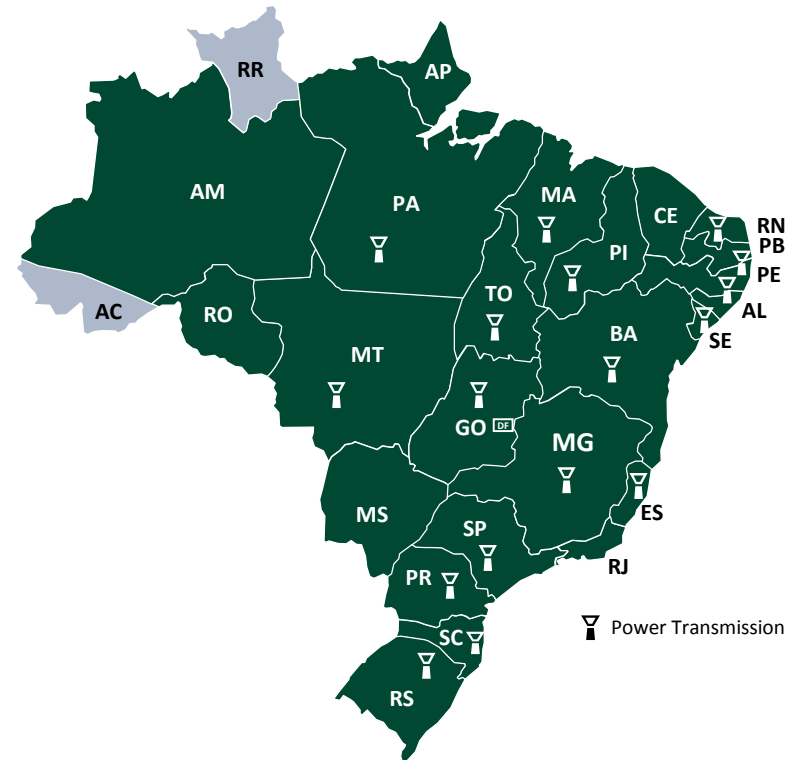 RR
AP
AM
PA
MA
CE
RN
PB
PI
PE
AC
RO
TO
AL
SE
BA
MT
GO
DF
MG
MS
SP
ES
RJ
PR
SC
RS
Power Transmission